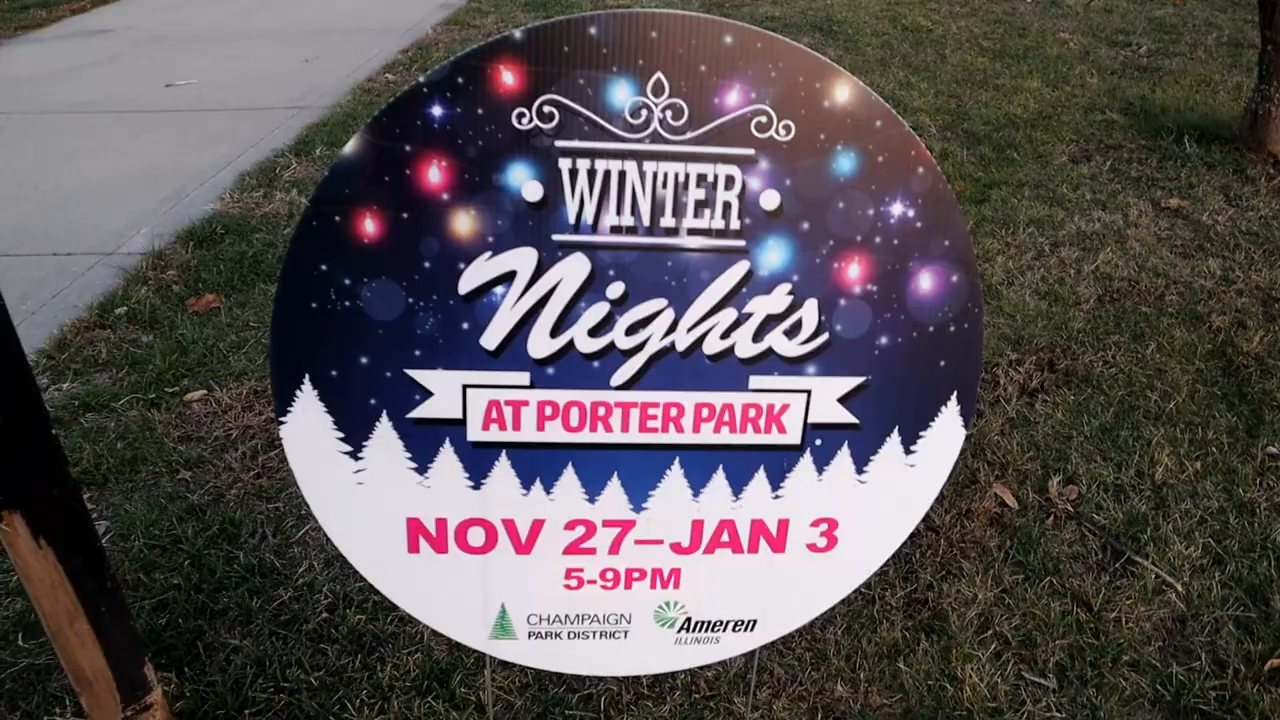 WINTER
Nights
AT PORTER PARK
NOV 27–JAN 3
5-9PM
CHAMPAIGN
PARK DISTRICT
Ameren
ILLINOIS